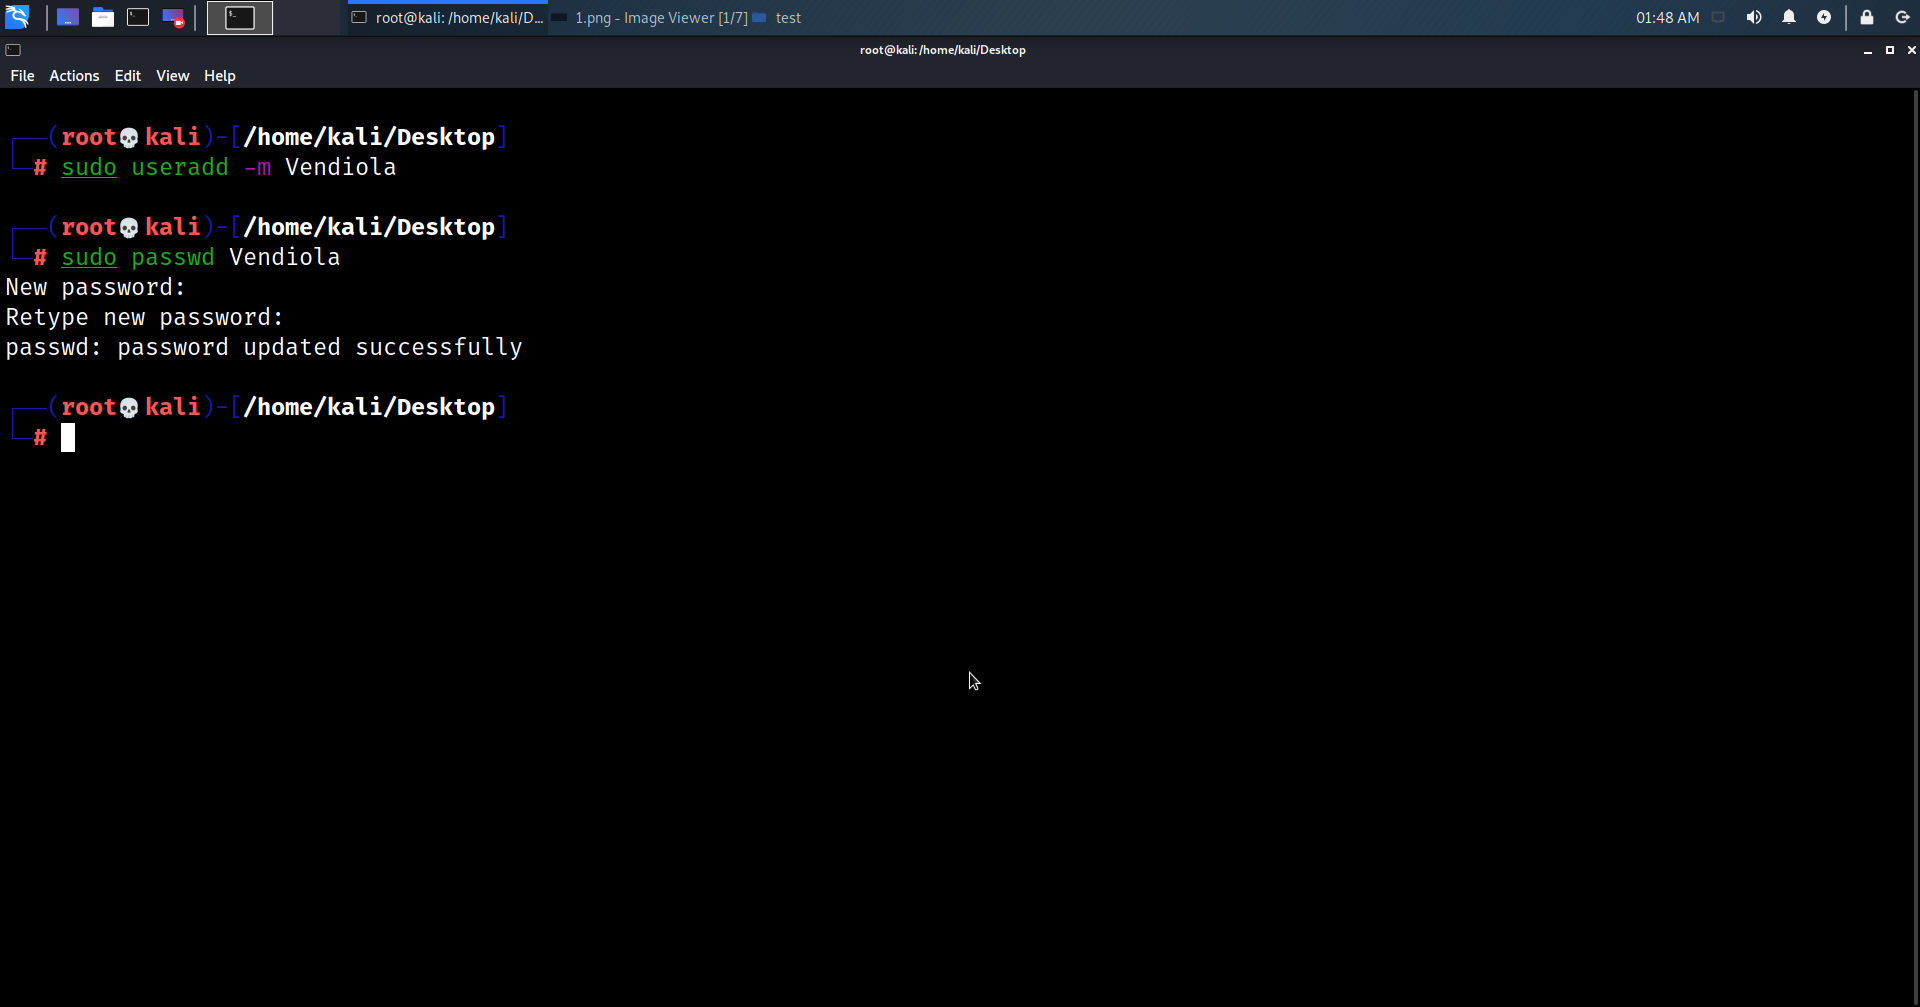 root@kali: /home/kali/D... 1.png - Image Viewer [1/7] test 01:48 AM
root@kali:/home/kali/Desktop
File Actions Edit View Help
┌──(root💀kali)-[/home/kali/Desktop]
└─# sudo useradd -m Vendiola
┌──(root💀kali)-[/home/kali/Desktop]
└─# sudo passwd Vendiola
New password:
Retype new password:
passwd: password updated successfully
┌──(root💀kali)-[/home/kali/Desktop]
└─#